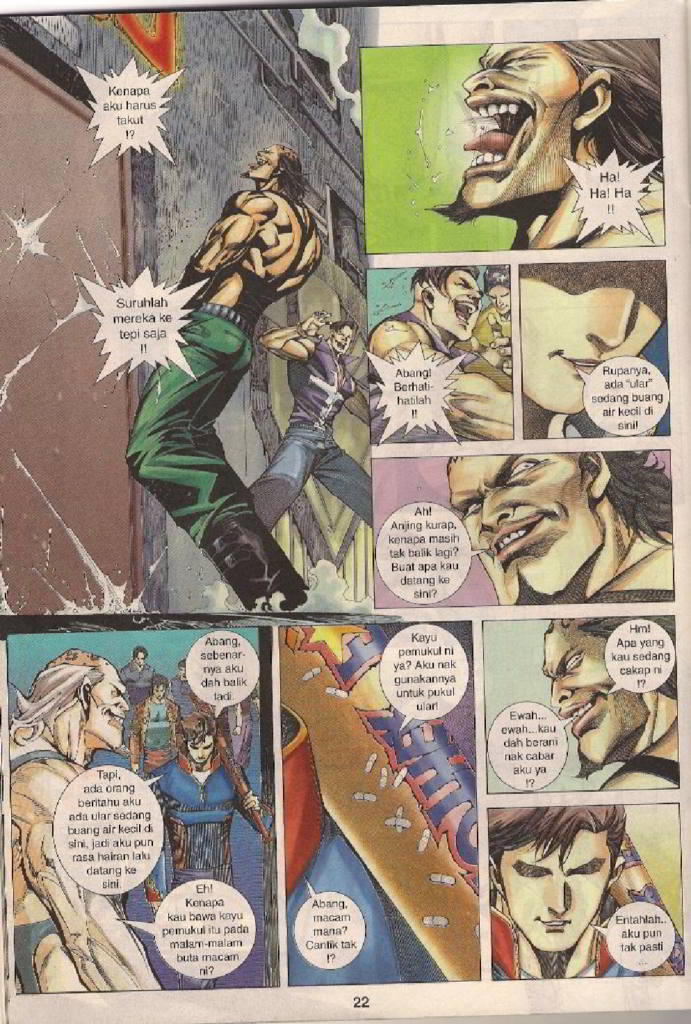 Kenapa
aku harus
takut
!?
Suruhlah
mereka ke
tepi saja
!!
Ha!
Ha! Ha
!!
Abang!
Berhati-
hatilah
!!
Rupanya,
ada "ular"
sedang buang
air kecil di
sini!
Ah!
Anjing kurap,
kenapa masih
tak balik lagi?
Buat apa kau
datang ke
sini?
Abang,
sebenar-
nya aku
dah balik
tadi.
Tapi,
ada orang
beritahu aku
ada ular sedang
buang air kecil di
sini, jadi aku pun
rasa hairan lalu
datang ke
sini.
Eh!
Kenapa
kau bawa kayu
pemukul itu pada
malam-malam
buta macam
ni?
Kayu
pemukul ni
ya? Aku nak
gunakannya
untuk pukul
ular!
Abang,
macam
mana?
Cantik tak
!?
Hm!
Apa yang
kau sedang
cakap ni
!?
Ewah...
ewah...kau
dah berani
nak cabar
aku ya
!?
Entahlah..
aku pun
tak pasti
...
22